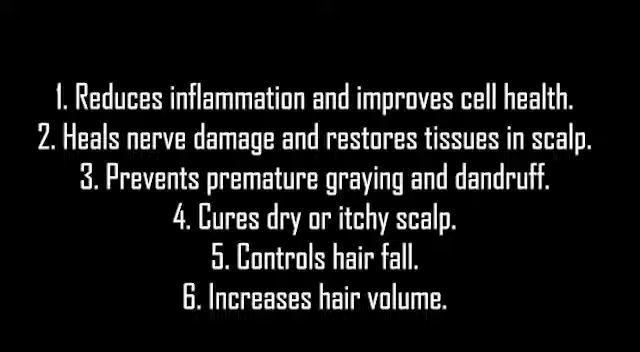 1. Reduces inflammation and improves cell health.
2. Heals nerve damage and restores tissues in scalp.
3. Prevents premature graying and dandruff.
4. Cures dry or itchy scalp.
5. Controls hair fall.
6. Increases hair volume.